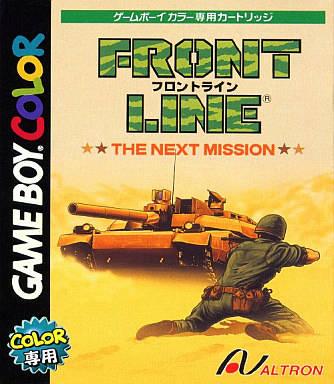 ゲームボーイカラー専用カートリッジ
FRONT
フロントライン
LINE®
★★ THE NEXT MISSION ★★
GAME BOY COLOR
COLOR
専用
ALTRON